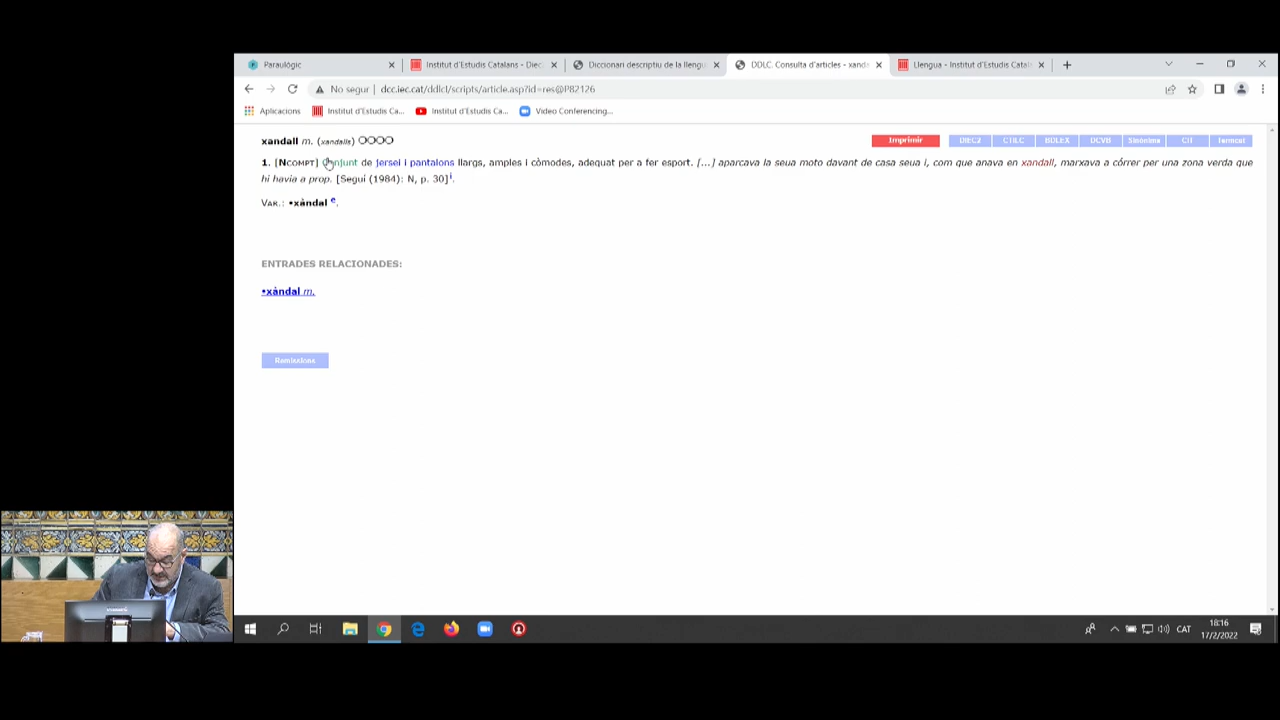 Paraulògic
Institut d'Estudis Catalans - Diec
Diccionari descriptiu de la llengu
DDLC. Consulta d'articles - xanda
Llengua - Institut d'Estudis Catal
No segur | dcc.iec.cat/ddlct/scripts/article.asp?id=res@P82126
Aplicacions
Institut d'Estudis Ca...
Institut d'Estudis Ca...
Video Conferencing...
xandall m. (xandalls)
Imprimir
DIEC2
CTILC
BDLEX
DCVB
Sinònims
CIT
Termcat
1. [NCOMPT] Conjunt de jersei i pantalons llargs, amples i còmodes, adequat per a fer esport. [...] aparcava la seua moto davant de casa seua i, com que anava en xandall, marxava a córrer per una zona verda que
hi havia a prop. [Seguí (1984): N, p. 30]i.
VAR.: •xàndal e.
ENTRADES RELACIONADES:
•xàndal m.
Remissions
CAT
18:16
17/2/2022